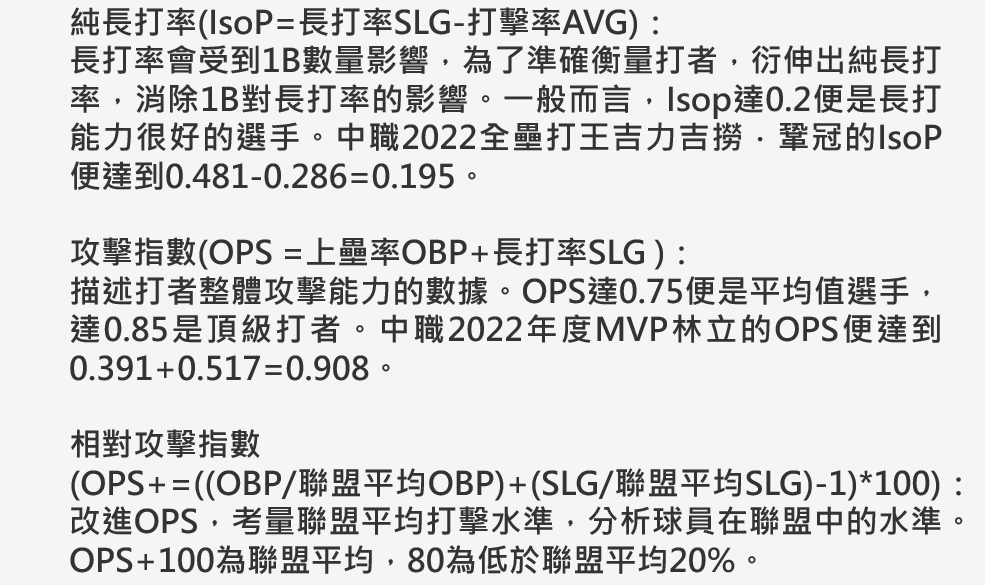 純長打率(IsoP=長打率SLG-打擊率AVG)：
長打率會受到1B數量影響，為了準確衡量打者，衍伸出純長打
率，消除1B對長打率的影響。一般而言，Isop達0.2便是長打
能力很好的選手。中職2022全壘打王吉力吉撈．鞏冠的IsoP
便達到0.481-0.286=0.195。
攻擊指數(OPS =上壘率OBP+長打率SLG )：
描述打者整體攻擊能力的數據。OPS達0.75便是平均值選手，
達0.85是頂級打者。中職2022年度MVP林立的OPS便達到
0.391+0.517=0.908。
相對攻擊指數
(OPS+=((OBP/聯盟平均OBP)+(SLG/聯盟平均SLG)-1)*100)：
改進OPS，考量聯盟平均打擊水準，分析球員在聯盟中的水準。
OPS+100為聯盟平均，80為低於聯盟平均20%。